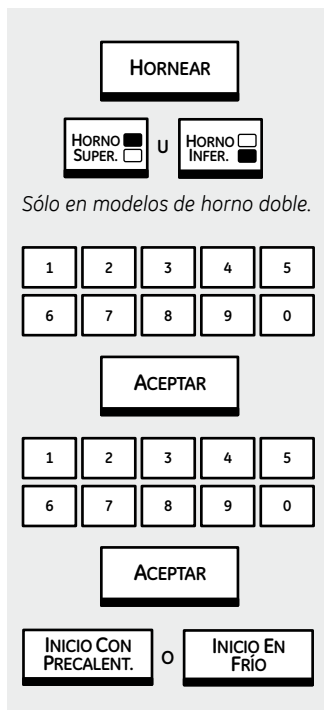 HORNEAR
HORNO SUPER. U HORNO INFER.
Sólo en modelos de horno doble.
1 2 3 4 5
6 7 8 9 0
ACEPTAR
1 2 3 4 5
6 7 8 9 0
ACEPTAR
INICIO CON PRECALENT. O INICIO EN FRÍO